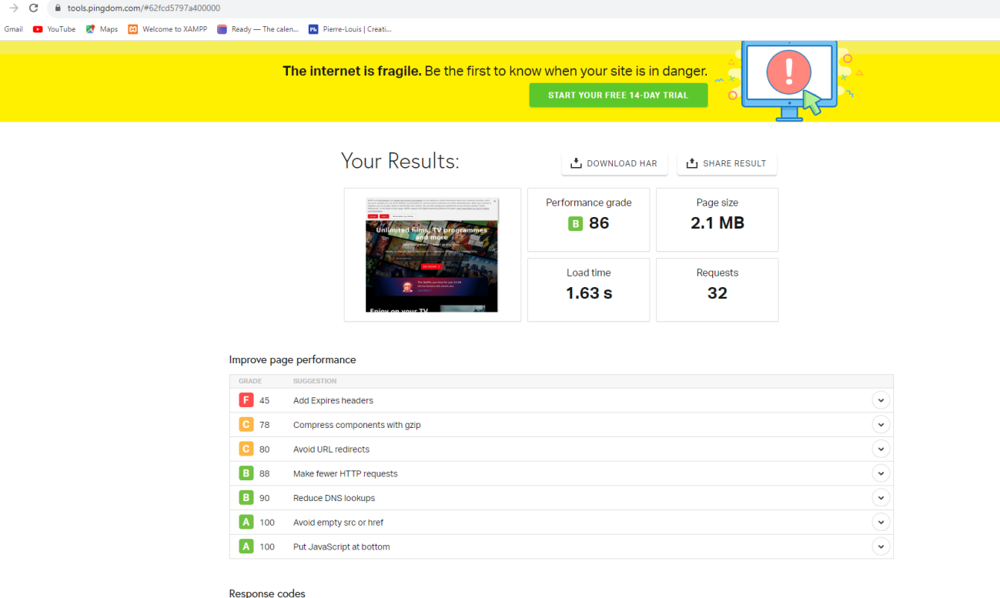 tools.pingdom.com/#62fcd5797a400000
Gmail YouTube Maps Welcome to XAMPP Ready — The calen... Pierre-Louis | Creati...
The internet is fragile. Be the first to know when your site is in danger.
START YOUR FREE 14-DAY TRIAL
Your Results:
DOWNLOAD HAR
SHARE RESULT
Unlimited films, TV programmes
and more
Enjoy on your TV
Performance grade
B 86
Page size
2.1 MB
Load time
1.63 s
Requests
32
Improve page performance
GRADE SUGGESTION
F 45 Add Expires headers
C 78 Compress components with gzip
C 80 Avoid URL redirects
B 88 Make fewer HTTP requests
B 90 Reduce DNS lookups
A 100 Avoid empty src or href
A 100 Put JavaScript at bottom
Response codes